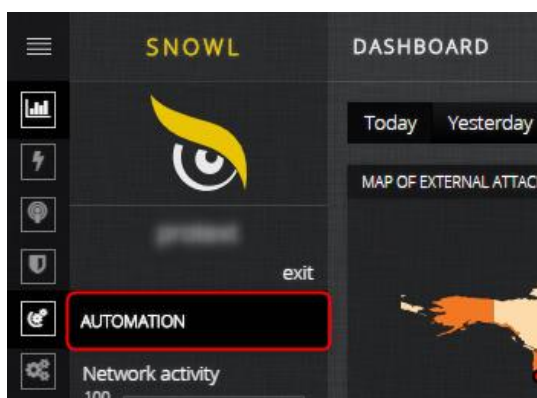 SNOWL
DASHBOARD
Today Yesterday
MAP OF EXTERNAL ATTAC
exit
AUTOMATION
Network activity
100